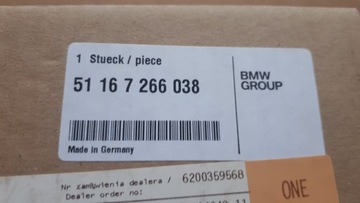 1 Stueck / piece
51 16 7 266 038
BMW
GROUP
Made in Germany
Nr zamówienia dealera / 6200359568
Dealer order no:
ONE